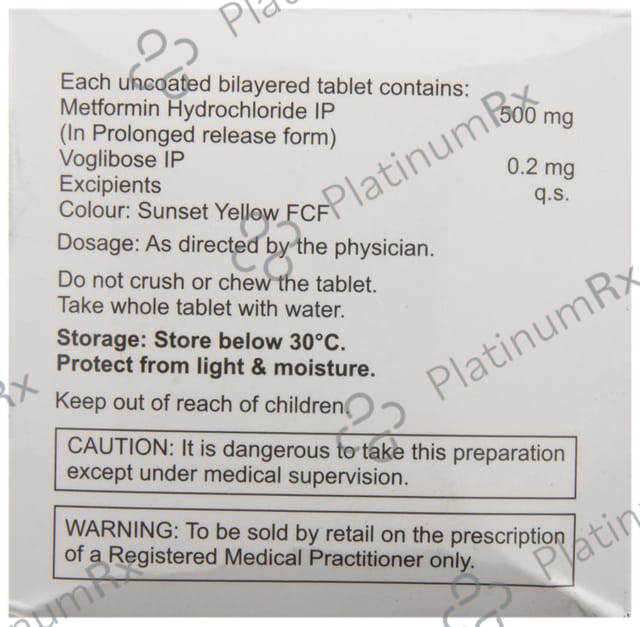 Each uncoated bilayered tablet contains:
Metformin Hydrochloride IP 500 mg
(In Prolonged release form)
Voglibose IP 0.2 mg
Excipients q.s.
Colour: Sunset Yellow FCF
Dosage: As directed by the physician.
Do not crush or chew the tablet.
Take whole tablet with water.
Storage: Store below 30°C.
Protect from light & moisture.
Keep out of reach of children.
CAUTION: It is dangerous to take this preparation
except under medical supervision.
WARNING: To be sold by retail on the prescription
of a Registered Medical Practitioner only.
PlatinumRx
PlatinumRx